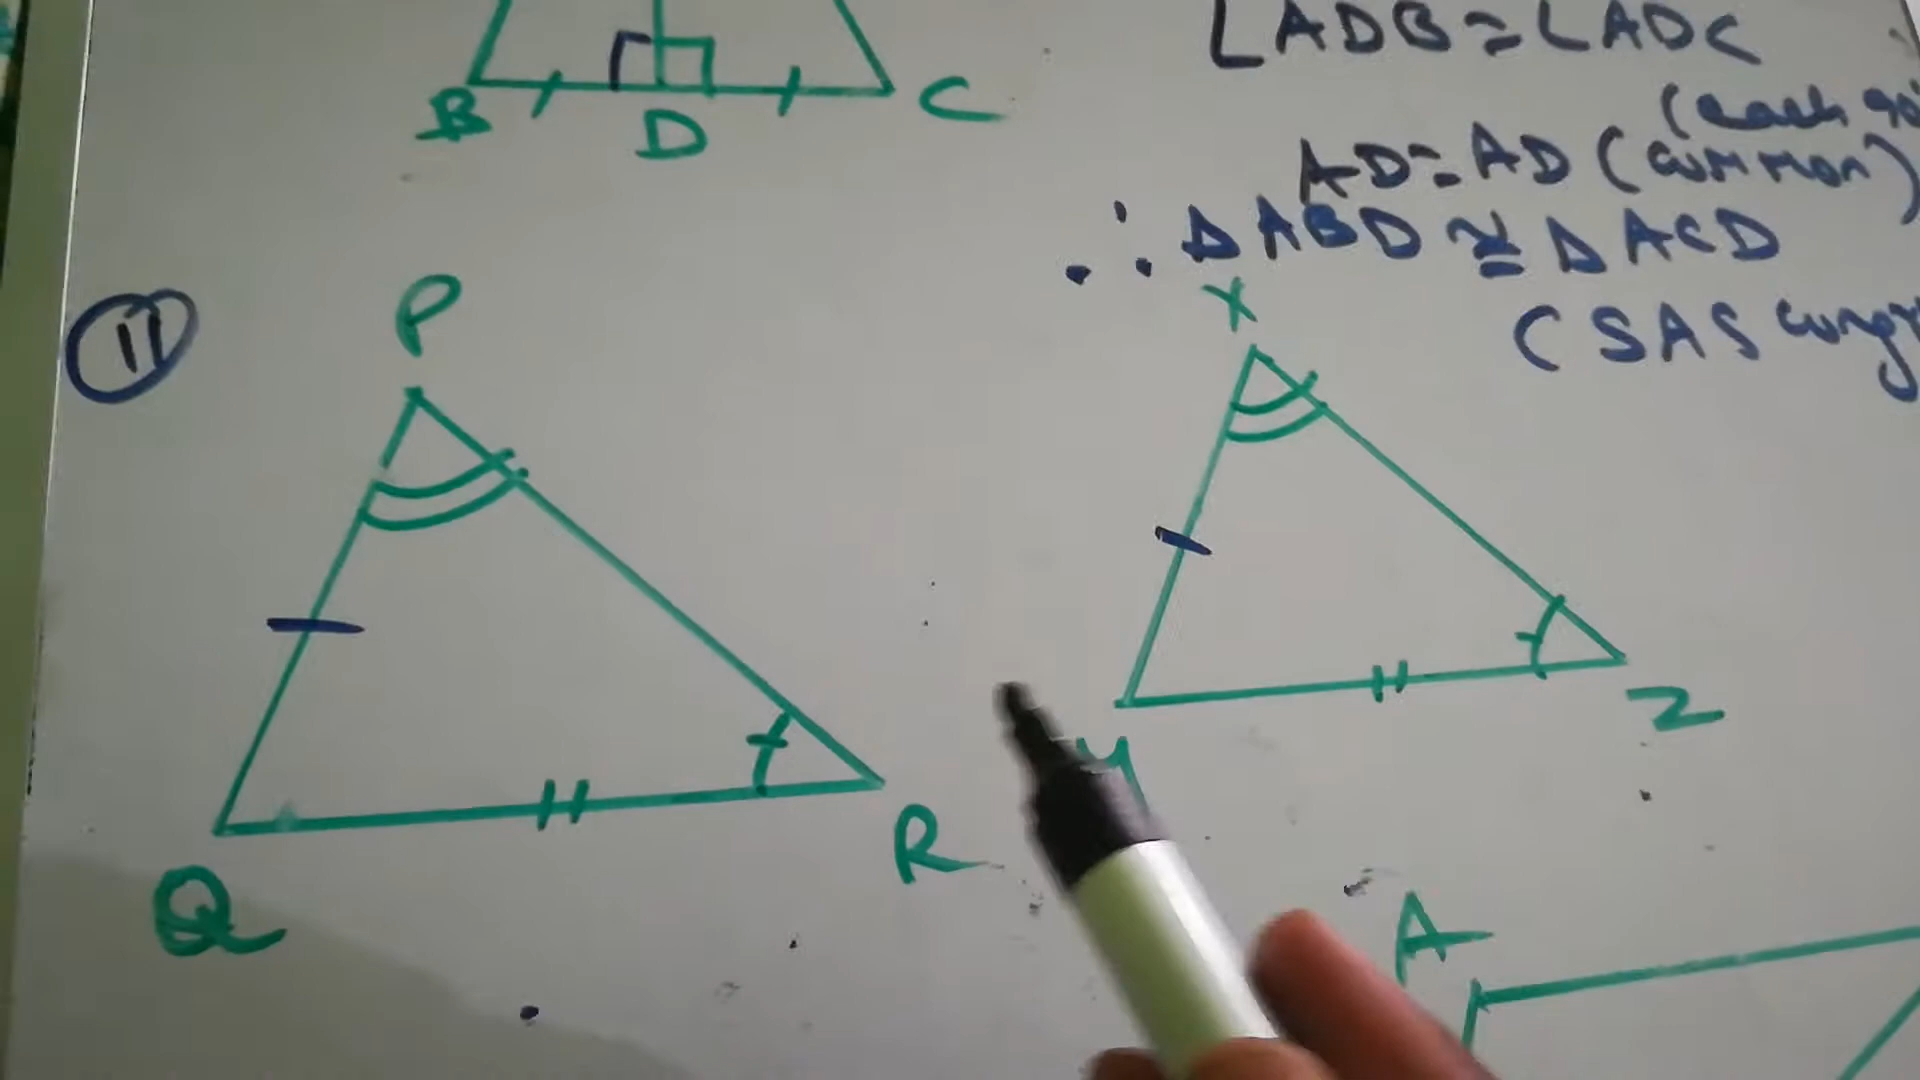 ∠ADB ≅ ∠ADC
(each 90
AD = AD (common)
∴ ΔABD ≅ ΔACD
(SAS
B
D
C
11
P
Q
R
X
Y
Z
A